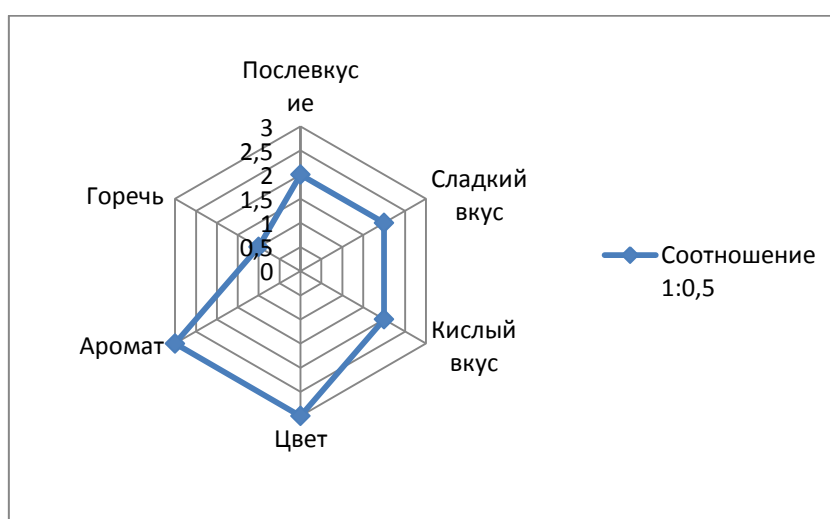 Послевкус
ие
3
2,5
2
1,5
1
0,5
0
Сладкий
вкус
Кислый
вкус
Цвет
Аромат
Горечь
Соотношение
1:0,5